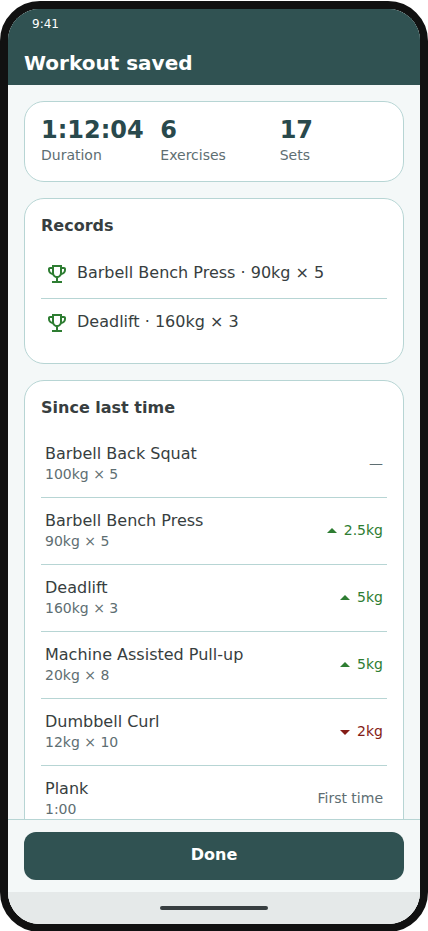 9:41
Workout saved
1:12:04 6 17
Duration Exercises Sets
Records
Barbell Bench Press · 90kg × 5
Deadlift · 160kg × 3
Since last time
Barbell Back Squat
100kg × 5
—
Barbell Bench Press
90kg × 5
2.5kg
Deadlift
160kg × 3
5kg
Machine Assisted Pull-up
20kg × 8
5kg
Dumbbell Curl
12kg × 10
2kg
Plank
1:00
First time
Done